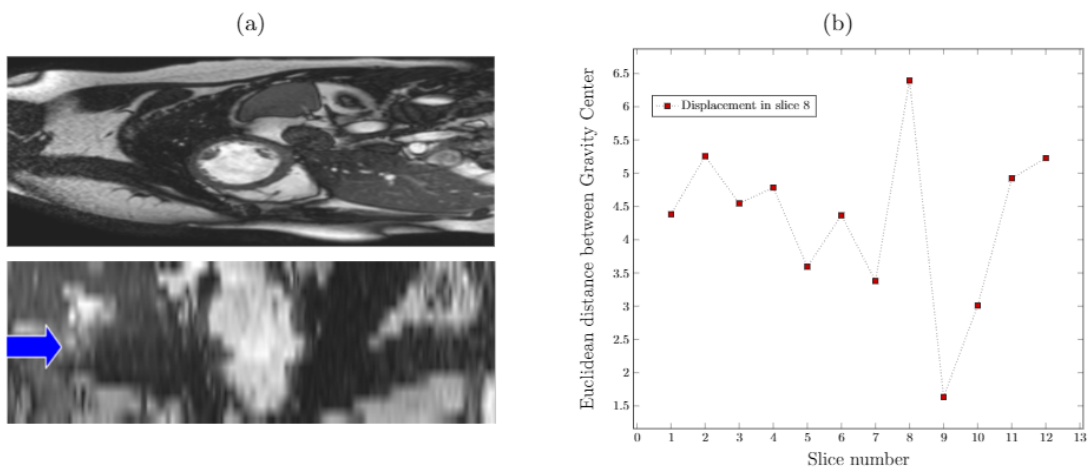 (a)
(b)
Euclidean distance between Gravity Center
6.5
6
5.5
5
4.5
4
3.5
3
2.5
2
1.5
Displacement in slice 8
0 1 2 3 4 5 6 7 8 9 10 11 12 13
Slice number